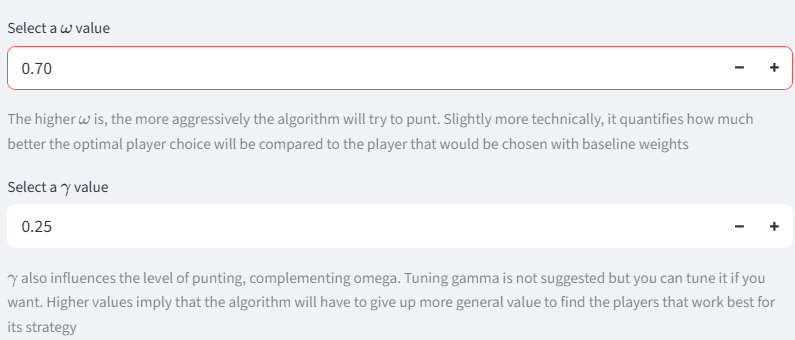 Select a ω value
0.70
The higher ω is, the more aggressively the algorithm will try to punt. Slightly more technically, it quantifies how much
better the optimal player choice will be compared to the player that would be chosen with baseline weights
Select a γ value
0.25
γ also influences the level of punting, complementing omega. Tuning gamma is not suggested but you can tune it if you
want. Higher values imply that the algorithm will have to give up more general value to find the players that work best for
its strategy